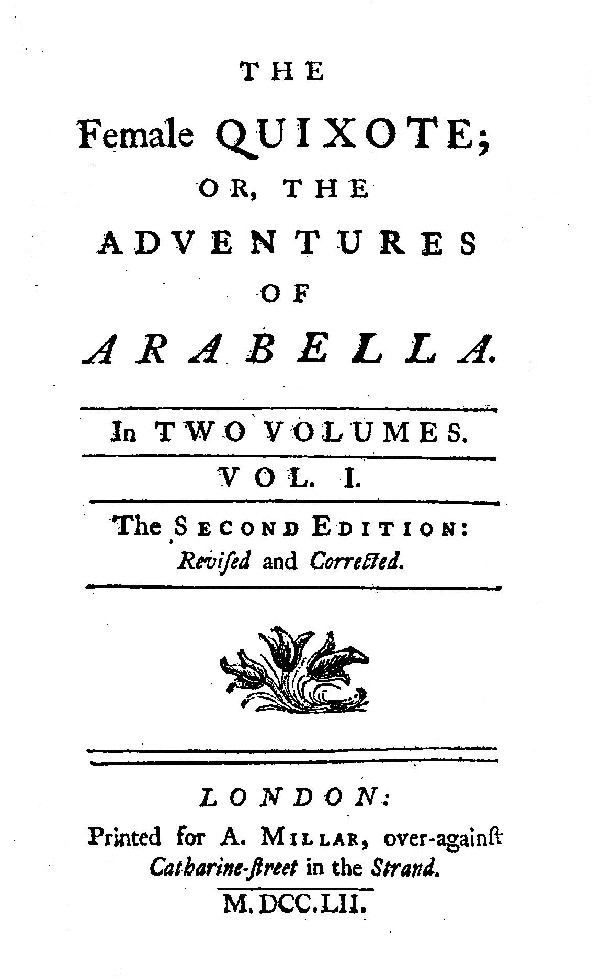 THE
Female QUIXOTE;
OR, THE
ADVENTURES
OF
ARABELLA.
In TWO VOLUMES.
VOL. I.
The SECOND EDITION:
Reviſed and Corrected.
LONDON:
Printed for A. MILLAR, over-againſt
Catharine-ſtreet in the Strand.
M.DCC.LII.